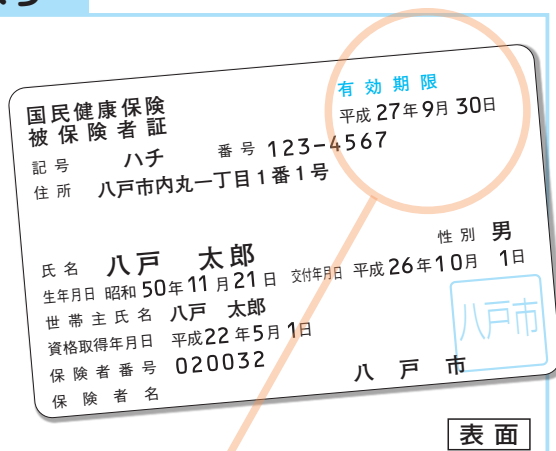 国民健康保険
被保険者証
有効期限
平成 27年 9月 30日
記号 ハチ 番号 123-4567
住所 八戸市内丸一丁目1番1号
氏名 八戸 太郎 性別 男
生年月日 昭和 50年 11月 21日 交付年月日 平成 26年 10月 1日
世帯主氏名 八戸 太郎
資格取得年月日 平成 22年 5月 1日
保険者番号 020032
保険者名 八戸市
八戸市
表面